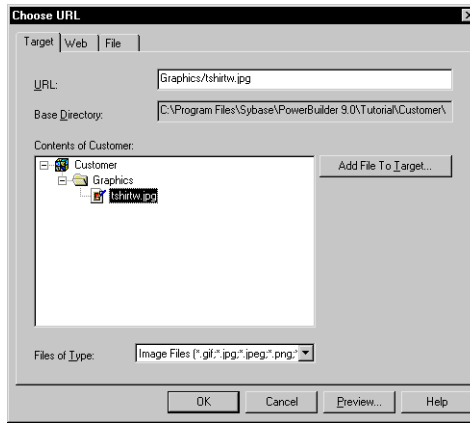 Choose URL
Target Web File
URL: Graphics/tshirtw.jpg
Base Directory: C:\Program Files\Sybase\PowerBuilder 9.0\Tutorial\Customer\
Contents of Customer:
Customer
Add File To Target...
Graphics
tshirtw.jpg
Files of Type: Image Files (*.gif;*.jpg;*.jpeg;*.png;*
OK Cancel Preview... Help